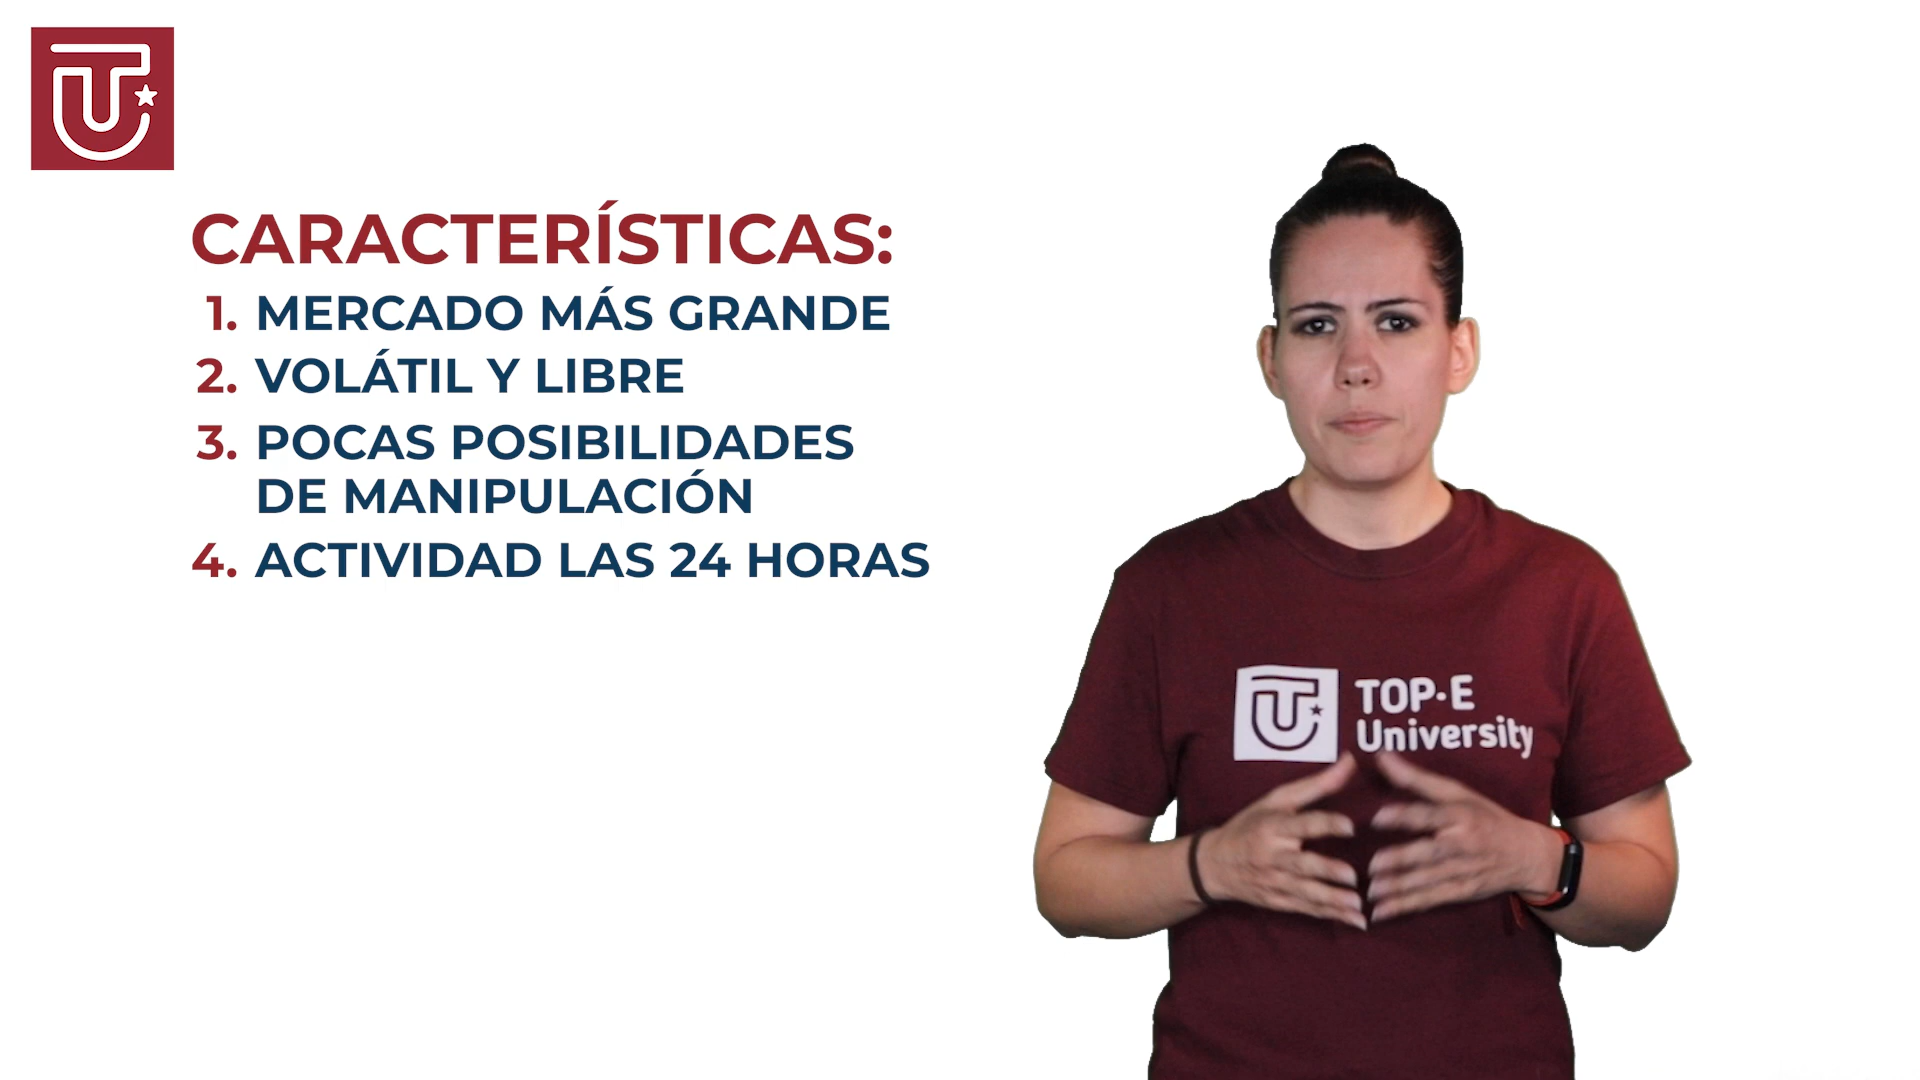 CARACTERÍSTICAS:
1. MERCADO MÁS GRANDE
2. VOLÁTIL Y LIBRE
3. POCAS POSIBILIDADES
DE MANIPULACIÓN
4. ACTIVIDAD LAS 24 HORAS
TOP·E
University